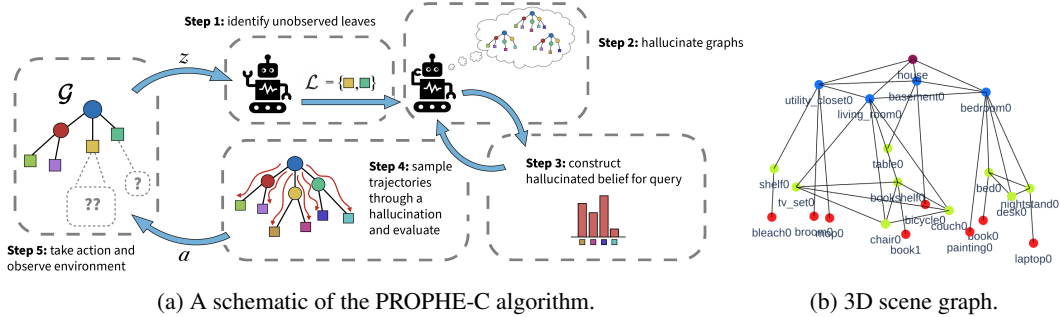 Step 1: identify unobserved leaves
z
ℒ = { , }
Step 2: hallucinate graphs
𝒢
?
??
Step 4: sample
trajectories
through a
hallucination
and evaluate
Step 3: construct
hallucinated belief for query
Step 5: take action and
observe environment
a
(a) A schematic of the PROPHE-C algorithm.
house
utility_closet0
basement0
living_room0
bedroom0
table0
shelf0
bed0
tv_set0
bookshelf0
nightstand0
desk0
bicycle0
couch0
bleach0
broom0
mop0
chair0
book0
book1
painting0
laptop0
(b) 3D scene graph.